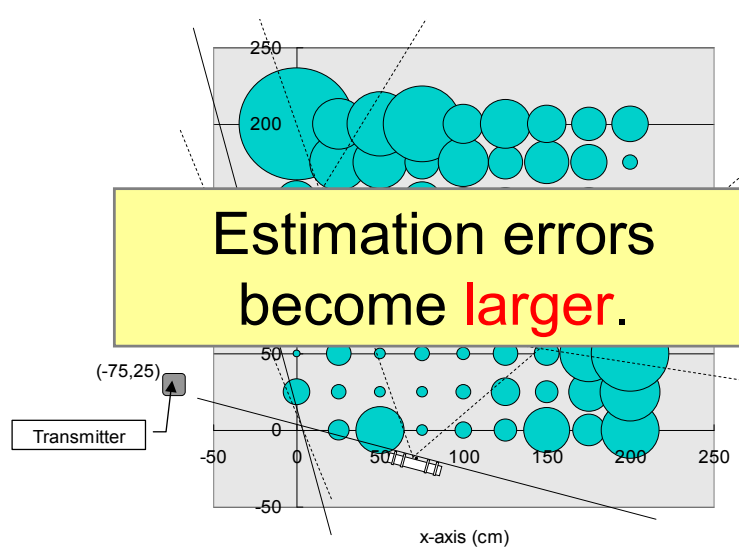 250
200
Estimation errors
become larger.
50
(-75,25)
Transmitter
0
-50 0 50 100 150 200 250
-50
x-axis (cm)